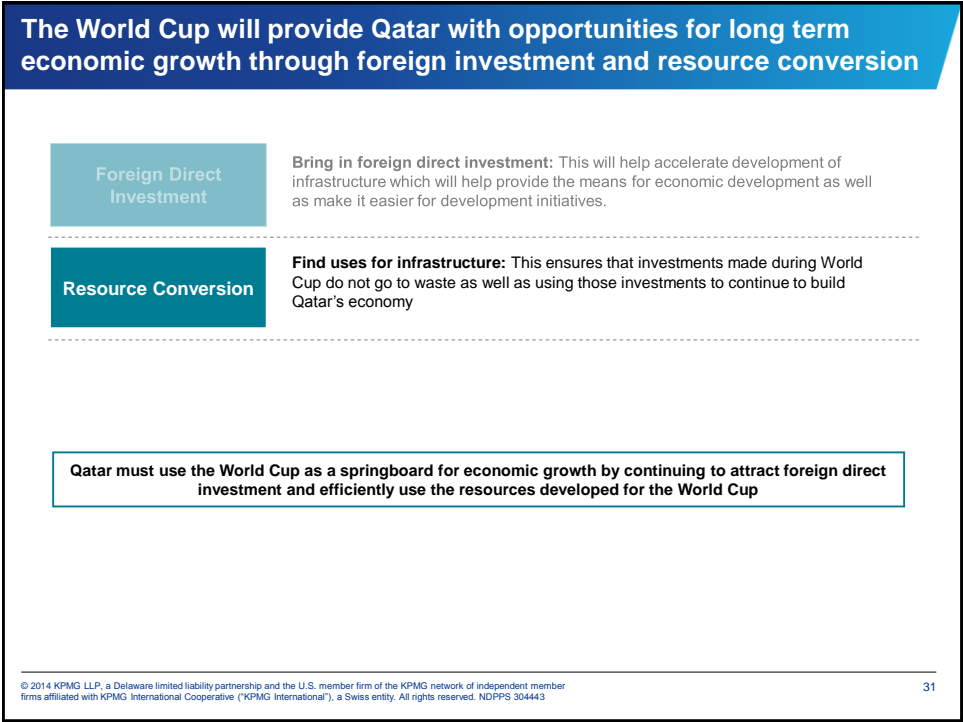 The World Cup will provide Qatar with opportunities for long term
economic growth through foreign investment and resource conversion
Foreign Direct
Investment
Bring in foreign direct investment: This will help accelerate development of
infrastructure which will help provide the means for economic development as well
as make it easier for development initiatives.
Resource Conversion
Find uses for infrastructure: This ensures that investments made during World
Cup do not go to waste as well as using those investments to continue to build
Qatar’s economy
Qatar must use the World Cup as a springboard for economic growth by continuing to attract foreign direct
investment and efficiently use the resources developed for the World Cup
© 2014 KPMG LLP, a Delaware limited liability partnership and the U.S. member firm of the KPMG network of independent member
firms affiliated with KPMG International Cooperative (“KPMG International”), a Swiss entity. All rights reserved. NDPPS 304443
31